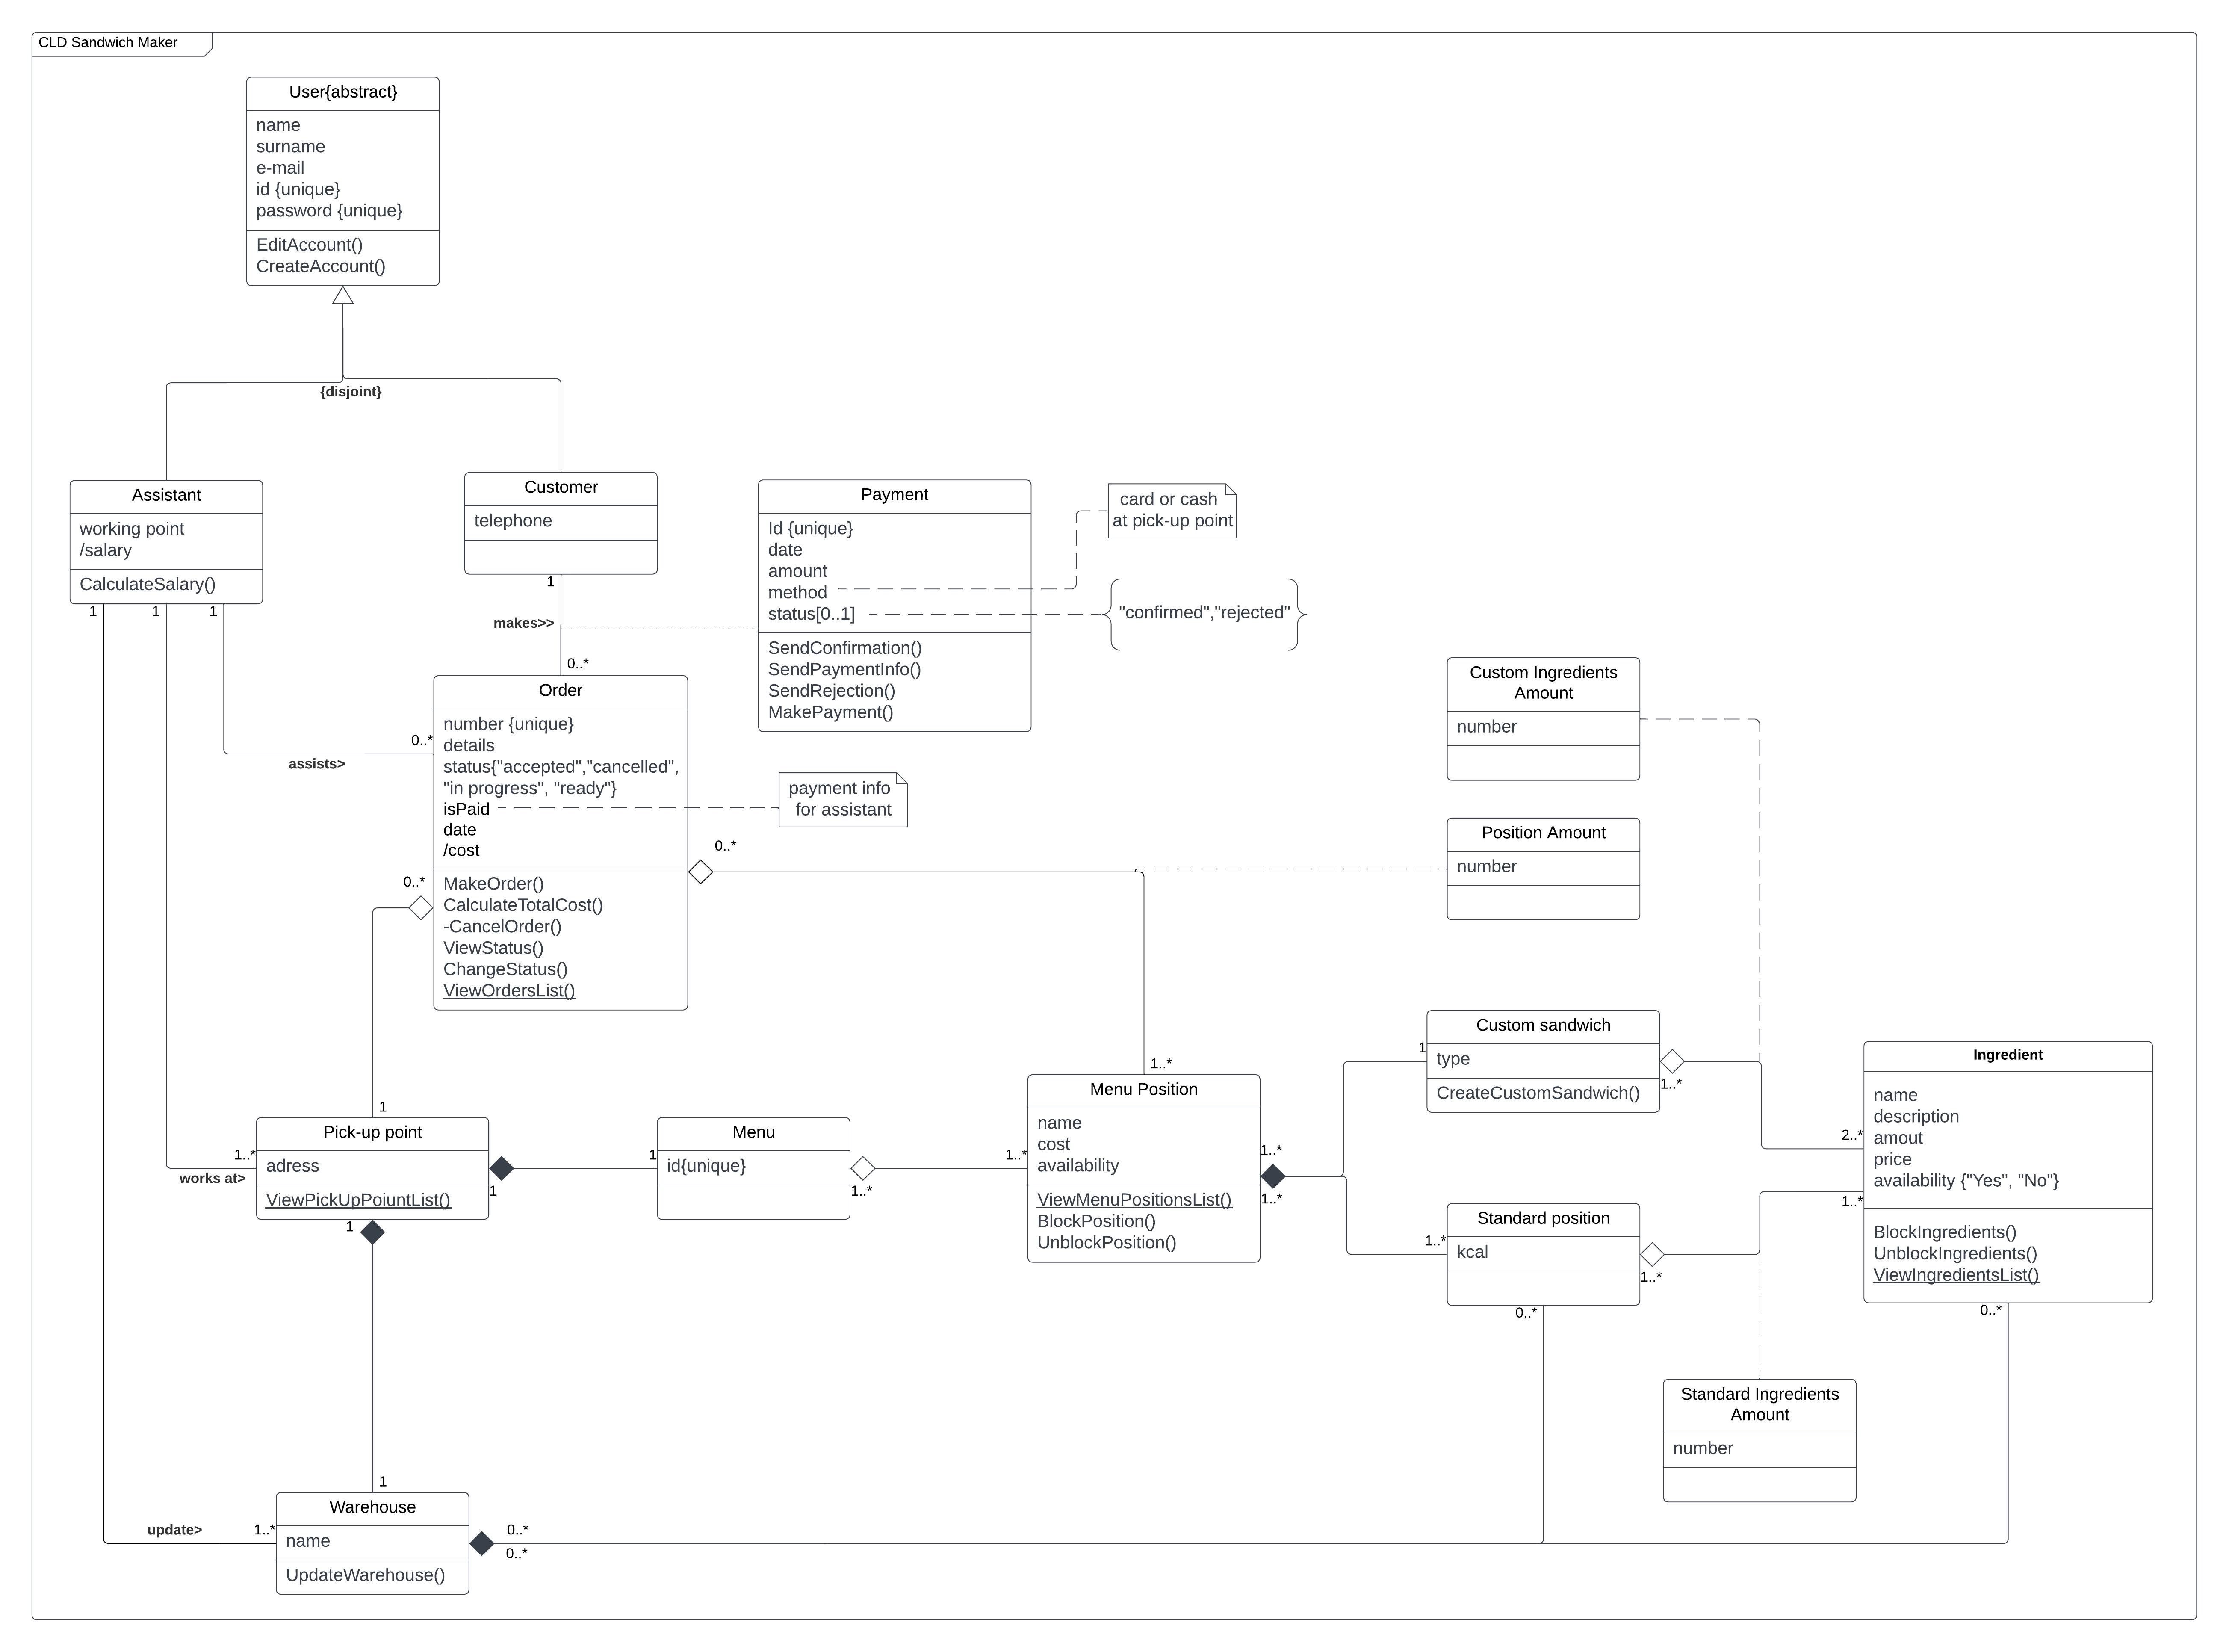 CLD Sandwich Maker
User{abstract}
name
surname
e-mail
id {unique}
password {unique}
EditAccount()
CreateAccount()
{disjoint}
Assistant
working point
/salary
CalculateSalary()
1
1
1
Customer
telephone
1
makes>>
0..*
Payment
Id {unique}
date
amount
method
status[0..1]
SendConfirmation()
SendPaymentInfo()
SendRejection()
MakePayment()
card or cash
at pick-up point
"confirmed","rejected"
Order
number {unique}
details
status{"accepted","cancelled",
"in progress", "ready"}
isPaid
date
/cost
MakeOrder()
CalculateTotalCost()
-CancelOrder()
ViewStatus()
ChangeStatus()
ViewOrdersList()
0..*
assists>
payment info
for assistant
0..*
0..*
Custom Ingredients
Amount
number
Position Amount
number
1
Pick-up point
adress
ViewPickUpPoiuntList()
1..*
works at>
1
1
Menu
id{unique}
1
1..*
1..*
1..*
Menu Position
name
cost
availability
ViewMenuPositionsList()
BlockPosition()
UnblockPosition()
1..*
1..*
Custom sandwich
type
CreateCustomSandwich()
1
1..*
Standard position
kcal
1..*
1..*
0..*
Ingredient
name
description
amout
price
availability {"Yes", "No"}
BlockIngredients()
UnblockIngredients()
ViewIngredientsList()
2..*
1..*
0..*
Standard Ingredients
Amount
number
1
Warehouse
name
UpdateWarehouse()
update>
1..*
0..*
0..*